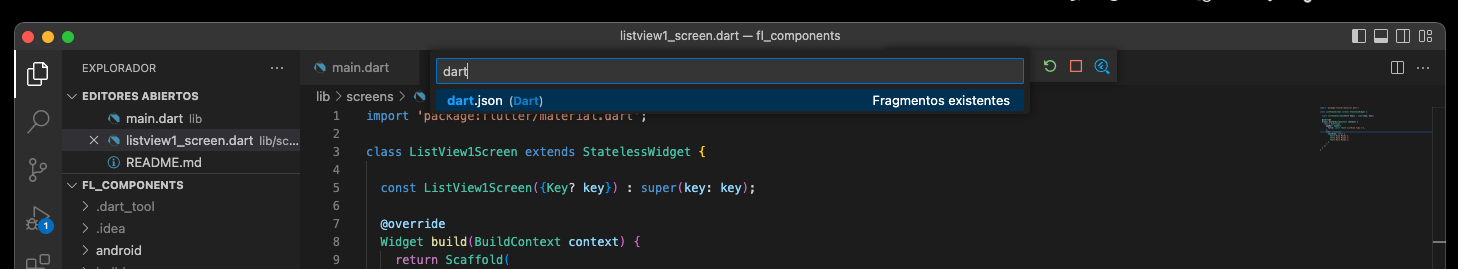 listview1_screen.dart — fl_components
EXPLORADOR
EDITORES ABIERTOS
main.dart lib
listview1_screen.dart lib/sc...
README.md
FL_COMPONENTS
.dart_tool
.idea
android
1
main.dart
dart
dart.json (Dart) Fragmentos existentes
lib > screens >
1 import 'package:flutter/material.dart';
2
3 class ListView1Screen extends StatelessWidget {
4
5 const ListView1Screen({Key? key}) : super(key: key);
6
7 @override
8 Widget build(BuildContext context) {
9 return Scaffold(